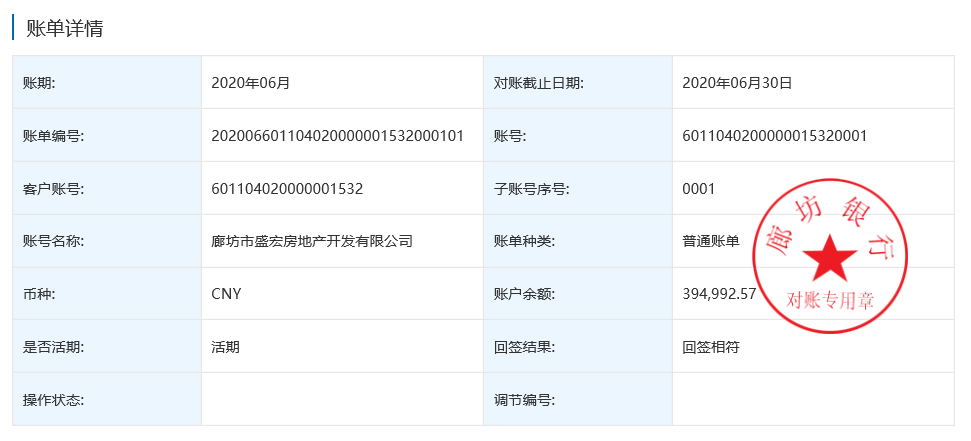 账单详情
账期: 2020年06月 对账截止日期: 2020年06月30日
账单编号: 2020066011040200000001532000101 账号: 6011040200000015320001
客户账号: 601104020000001532 子账号序号: 0001
账号名称: 廊坊市盛宏房地产开发有限公司 账单种类: 普通账单
币种: CNY 账户余额: 394,992.57
是否活期: 活期 回签结果: 回签相符
操作状态: 调节编号:
廊坊银行
对账专用章